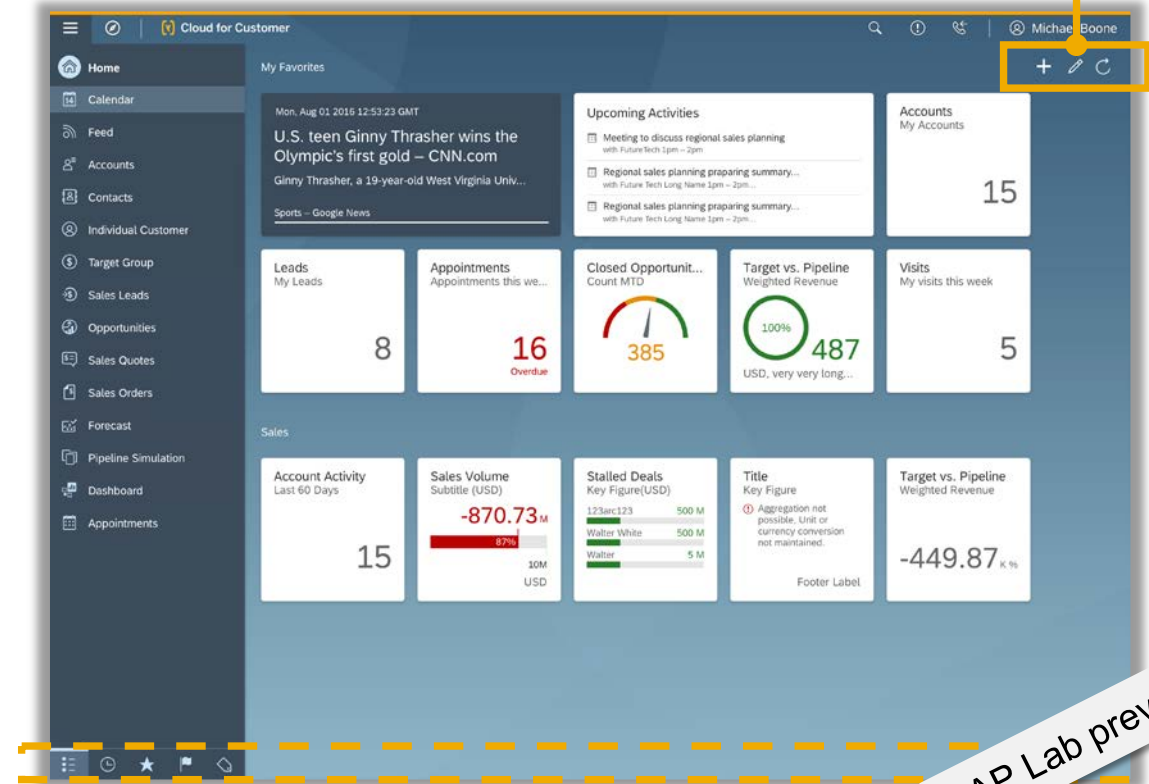 Cloud for Customer
Michael Boone
Home
Calendar
Feed
Accounts
Contacts
Individual Customer
Target Group
Sales Leads
Opportunities
Sales Quotes
Sales Orders
Forecast
Pipeline Simulation
Dashboard
Appointments
My Favorites
Mon, Aug 01 2016 12:53:23 GMT
U.S. teen Ginny Thrasher wins the
Olympic's first gold – CNN.com
Ginny Thrasher, a 19-year-old West Virginia Univ...
Sports – Google News
Upcoming Activities
Meeting to discuss regional sales planning
with FutureTech 1pm – 2pm
Regional sales planning praparing summary...
with Future Tech Long Name 1pm – 2pm...
Regional sales planning praparing summary...
with Future Tech Long Name 1pm – 2pm...
Accounts
My Accounts
15
Leads
My Leads
8
Appointments
Appointments this we...
16
Overdue
Closed Opportunit...
Count MTD
385
Target vs. Pipeline
Weighted Revenue
100%
487
USD, very very long...
Visits
My visits this week
5
Sales
Account Activity
Last 60 Days
15
Sales Volume
Subtitle (USD)
-870.73 M
87%
10M
USD
Stalled Deals
Key Figure(USD)
123arc123 500 M
Walter White 500 M
Walter 5 M
Title
Key Figure
Aggregation not
possible, Unit or
currency conversion
not maintained.
Footer Label
Target vs. Pipeline
Weighted Revenue
-449.87 K %
Lab